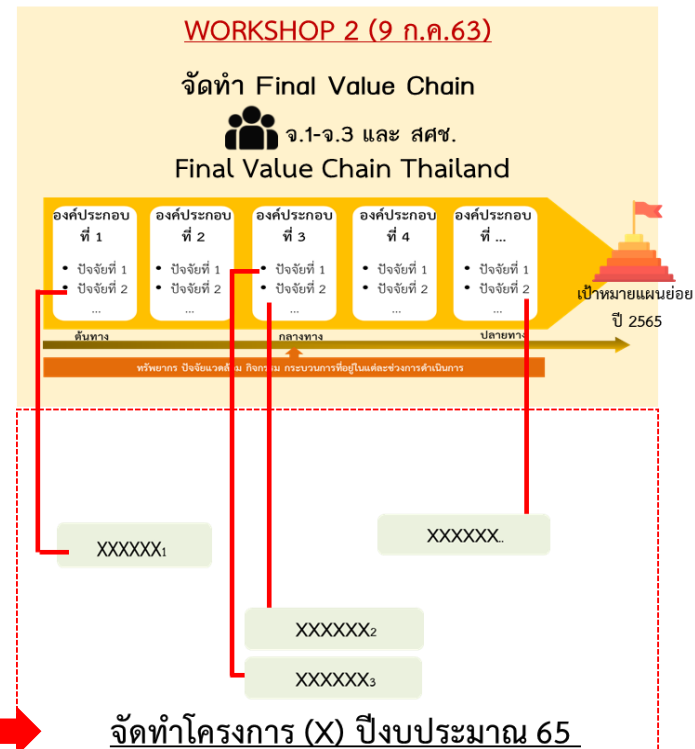 WORKSHOP 2 (9 ก.ค.63)
จัดทำ Final Value Chain
จ.1-จ.3 และ สศช.
Final Value Chain Thailand
องค์ประกอบ
ที่ 1
• ปัจจัยที่ 1
• ปัจจัยที่ 2
...
องค์ประกอบ
ที่ 2
• ปัจจัยที่ 1
• ปัจจัยที่ 2
...
องค์ประกอบ
ที่ 3
• ปัจจัยที่ 1
• ปัจจัยที่ 2
...
องค์ประกอบ
ที่ 4
• ปัจจัยที่ 1
• ปัจจัยที่ 2
...
องค์ประกอบ
ที่ ...
• ปัจจัยที่ 1
• ปัจจัยที่ 2
...
เป้าหมายแผนย่อย
ปี 2565
ต้นทาง
กลางทาง
ปลายทาง
ทรัพยากร ปัจจัยแวดล้อม กิจกรรม กระบวนการที่อยู่ในแต่ละช่วงการดำเนินการ
XXXXXX1
XXXXXX..
XXXXXX2
XXXXXX3
จัดทำโครงการ (X) ปีงบประมาณ 65